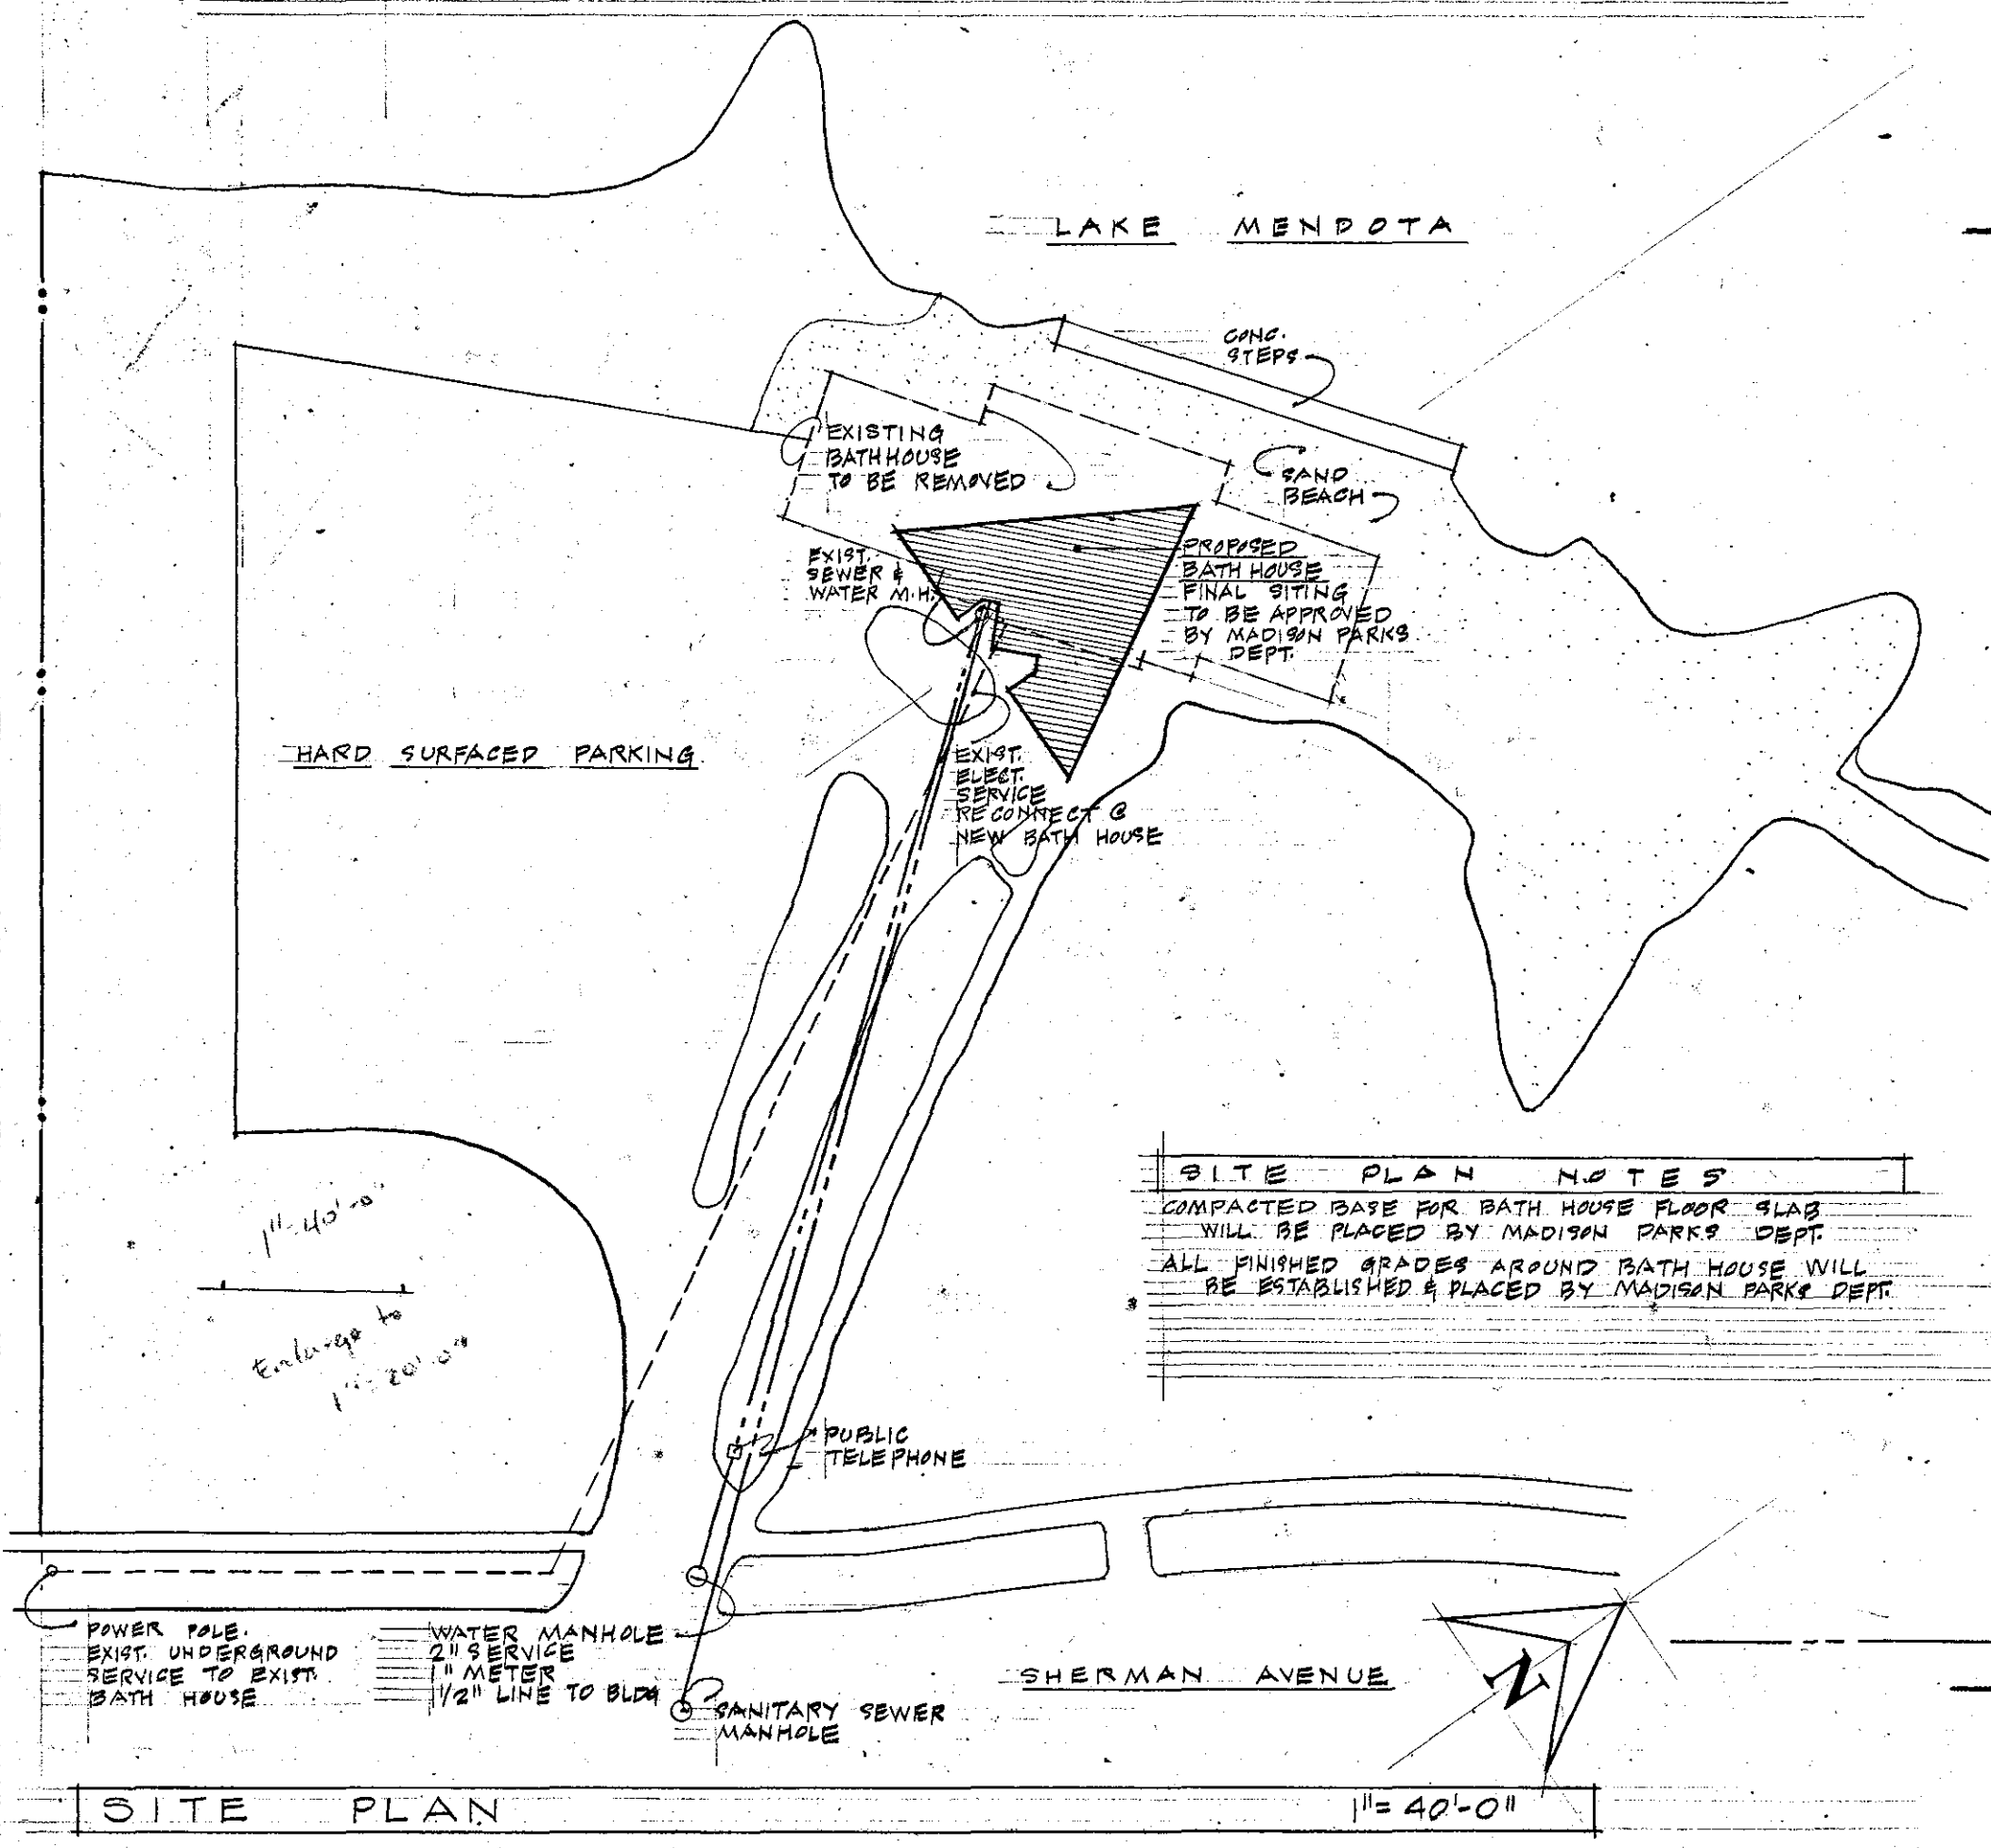 LAKE MENDOTA
CONC.
STEPS
EXISTING
BATHHOUSE
TO BE REMOVED
SAND
BEACH
EXIST.
SEWER &
WATER M.H.
PROPOSED
BATH HOUSE
FINAL SITING
TO BE APPROVED
BY MADISON PARKS
DEPT.
HARD SURFACED PARKING
EXIST.
ELECT.
SERVICE
RECONNECT @
NEW BATH HOUSE
SITE PLAN NOTES
COMPACTED BASE FOR BATH HOUSE FLOOR SLAB
WILL BE PLACED BY MADISON PARKS DEPT.
ALL FINISHED GRADES AROUND BATH HOUSE WILL
BE ESTABLISHED & PLACED BY MADISON PARKS DEPT.
1"=40'-0"
Enlarge to
1"=20'-0"
PUBLIC
TELEPHONE
POWER POLE.
EXIST. UNDERGROUND
SERVICE TO EXIST.
BATH HOUSE
WATER MANHOLE
2" SERVICE
1" METER
1/2" LINE TO BLDG
SANITARY SEWER
MANHOLE
SHERMAN AVENUE
N
SITE PLAN 1"=40'-0"